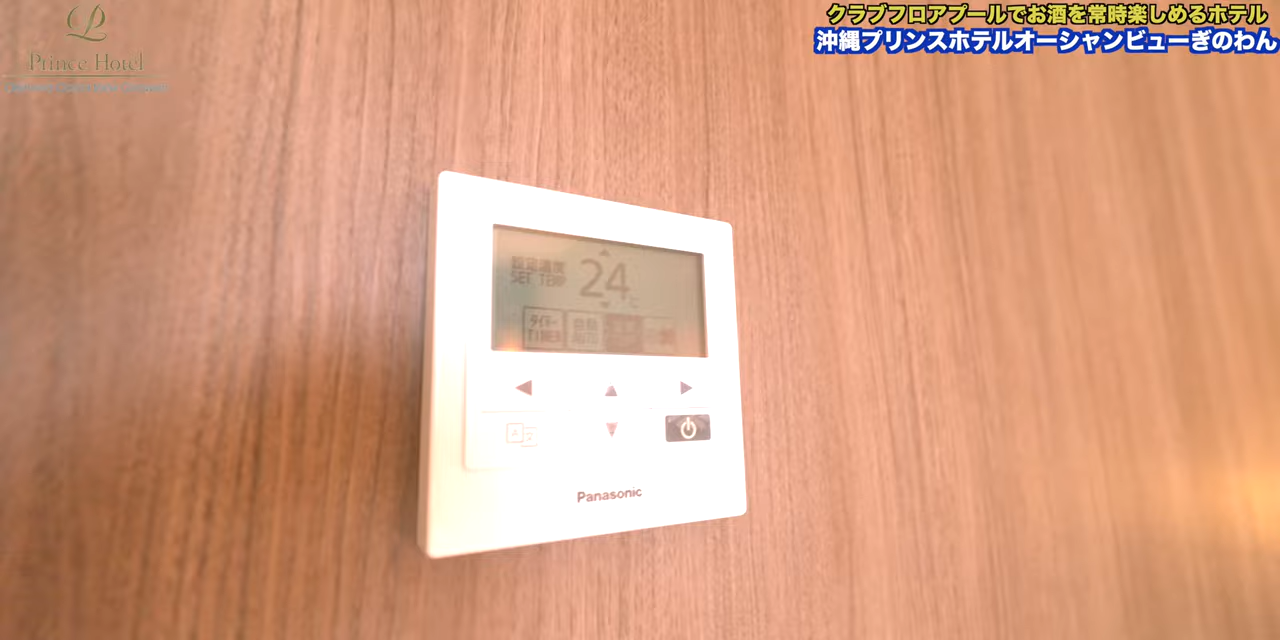 Prince Hotel
クラブフロアプールでお酒を常時楽しめるホテル
沖縄プリンスホテルオーシャンビューぎのわん
設定温度
SET TEMP
24
℃
タイマー
TIMER
自動
AUTO
Panasonic